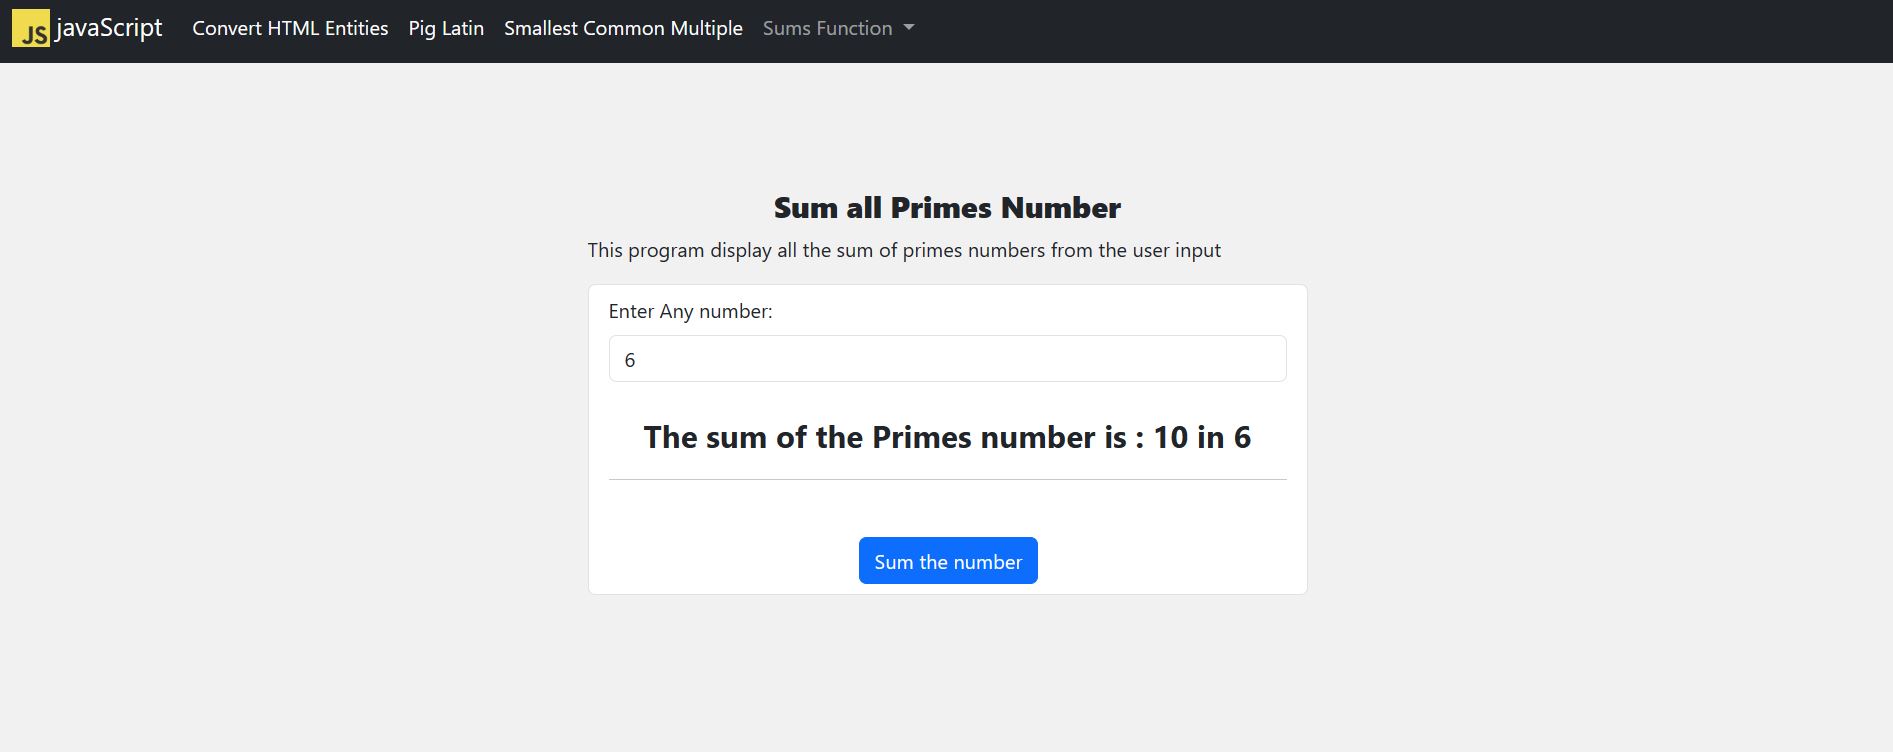 JS javaScript Convert HTML Entities Pig Latin Smallest Common Multiple Sums Function
Sum all Primes Number
This program display all the sum of primes numbers from the user input
Enter Any number:
6
The sum of the Primes number is : 10 in 6
Sum the number